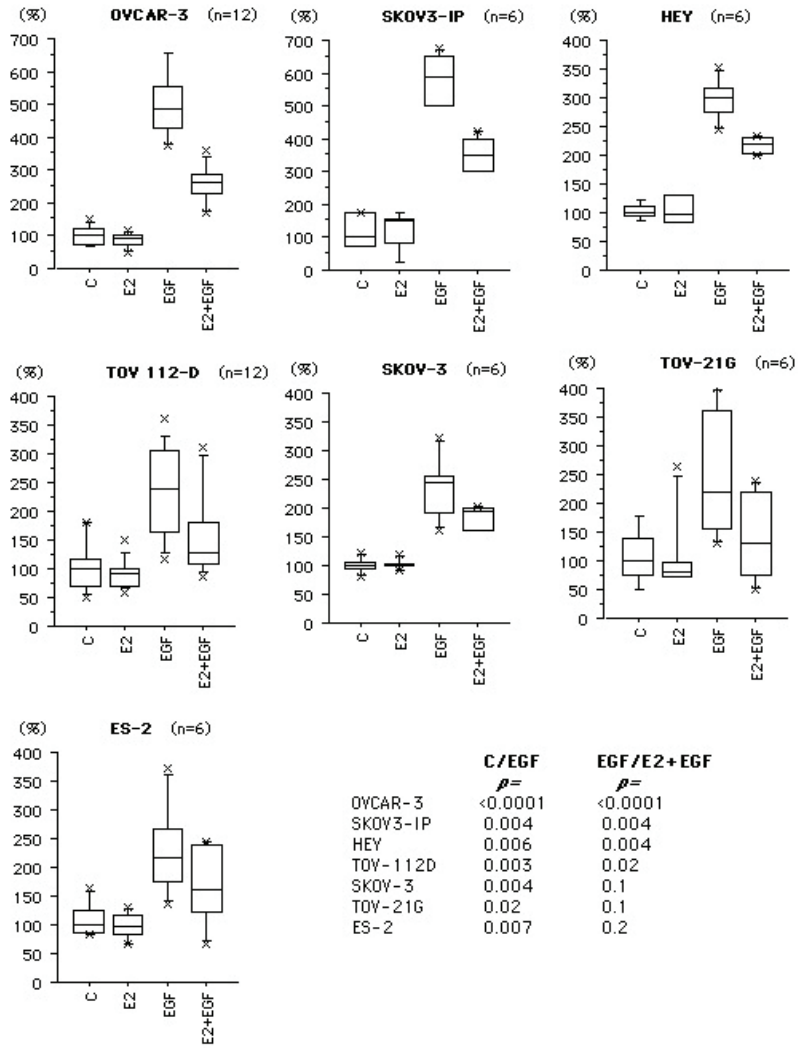 (%) OVCAR-3 (n=12)
700
600
500
400
300
200
100
0
C E2 EGF E2+EGF
(%) SKOV3-IP (n=6)
700
600
500
400
300
200
100
0
C E2 EGF E2+EGF
(%) HEY (n=6)
400
350
300
250
200
150
100
50
0
C E2 EGF E2+EGF
(%) TOV 112-D (n=12)
400
350
300
250
200
150
100
50
0
C E2 EGF E2+EGF
(%) SKOV-3 (n=6)
400
350
300
250
200
150
100
50
0
C E2 EGF E2+EGF
(%) TOV-21G (n=6)
400
350
300
250
200
150
100
50
0
C E2 EGF E2+EGF
(%) ES-2 (n=6)
400
350
300
250
200
150
100
50
0
C E2 EGF E2+EGF
C/EGF EGF/E2+EGF
p= p=
OVCAR-3 <0.0001 <0.0001
SKOV3-IP 0.004 0.004
HEY 0.006 0.004
TOV-112D 0.003 0.02
SKOV-3 0.004 0.1
TOV-21G 0.02 0.1
ES-2 0.007 0.2